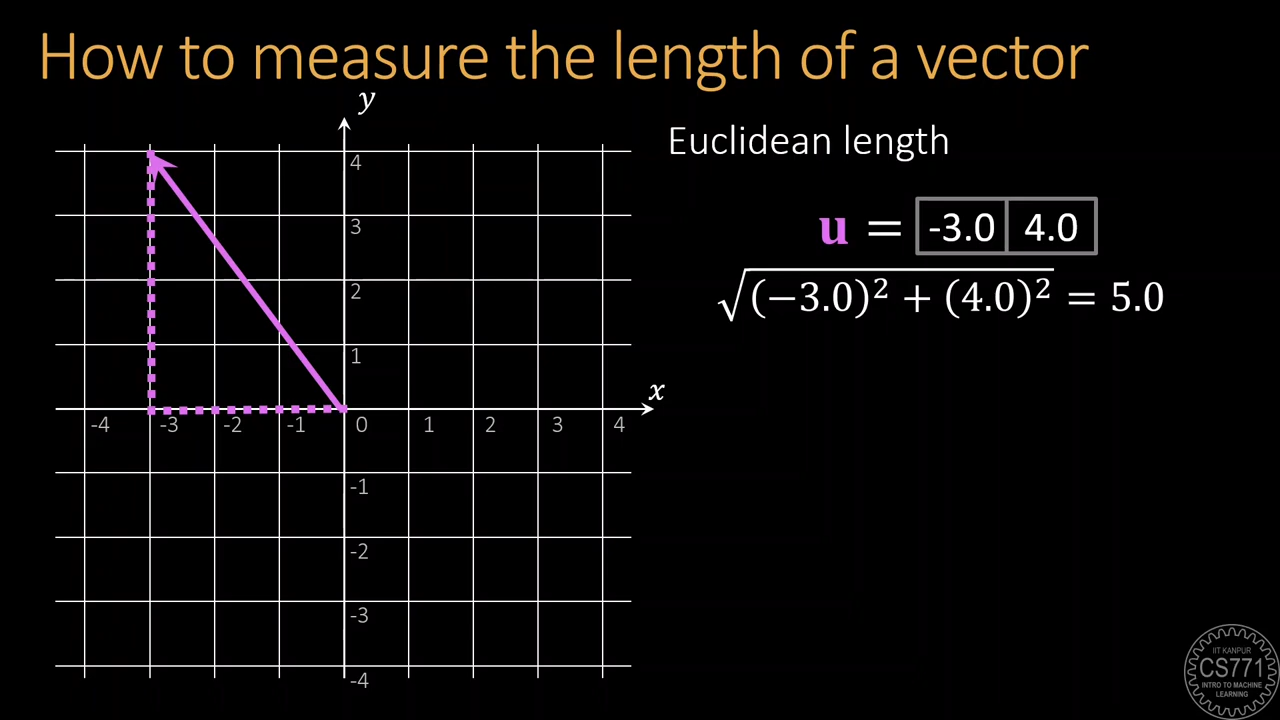 How to measure the length of a vector
y
Euclidean length
u = -3.0 4.0
√(−3.0)² + (4.0)² = 5.0
4
3
2
1
x
-4 -3 -2 -1 0 1 2 3 4
-1
-2
-3
-4
IIT KANPUR
CS771
INTRO TO MACHINE
LEARNING